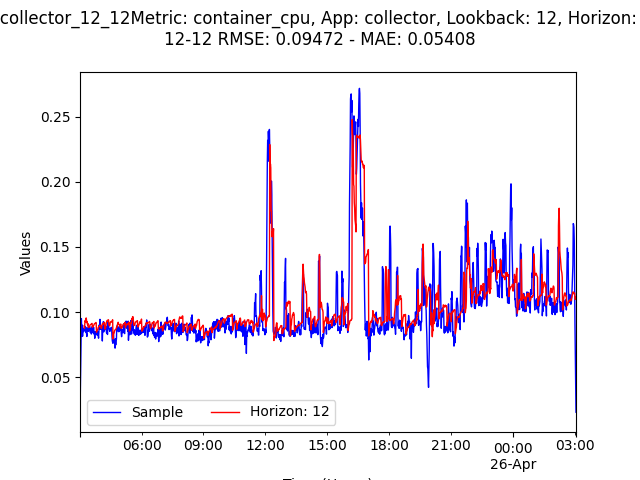 collector_12_12Metric: container_cpu, App: collector, Lookback: 12, Horizon:
12-12 RMSE: 0.09472 - MAE: 0.05408
0.25
0.20
0.15
0.10
0.05
Values
Sample
Horizon: 12
06:00 09:00 12:00 15:00 18:00 21:00 00:00 03:00
26-Apr